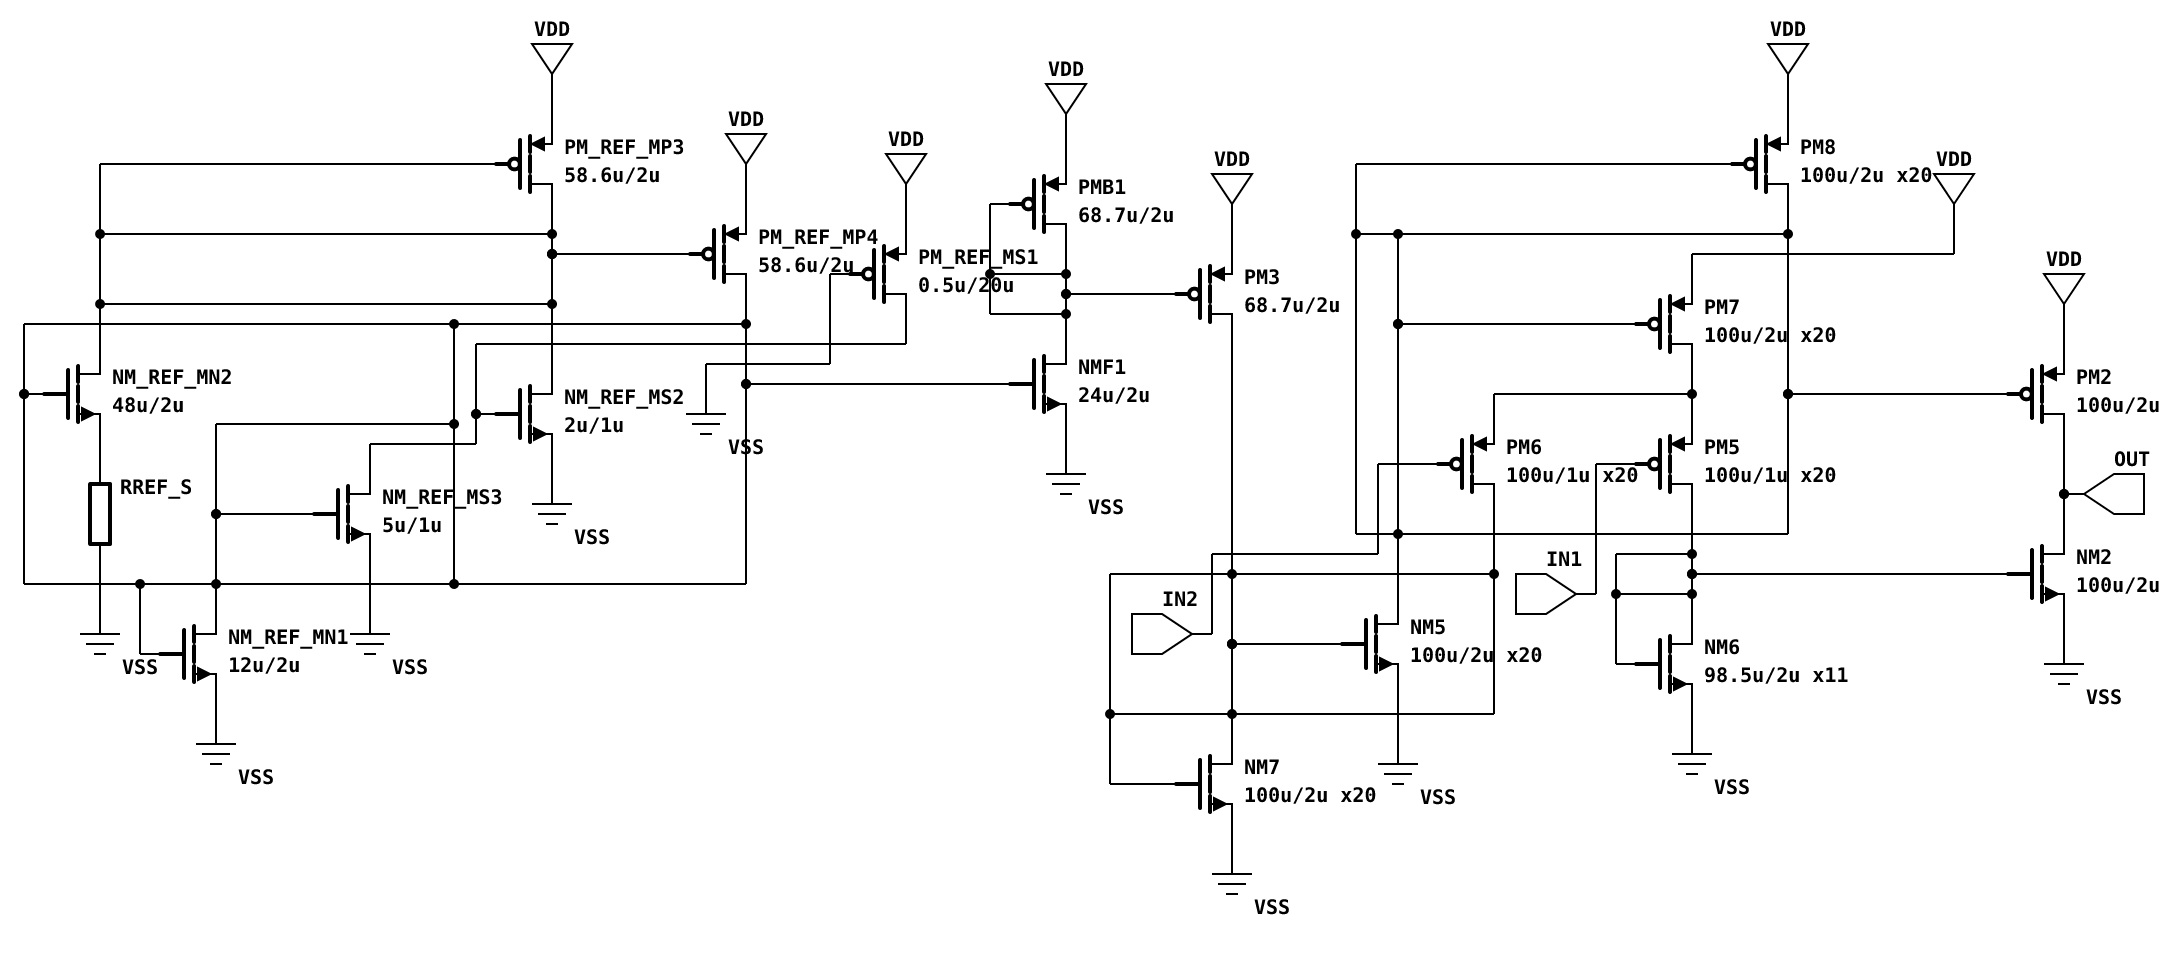 VDD
VDD
VDD
VDD
VDD
VDD
VDD
VDD
PM_REF_MP3
58.6u/2u
PM_REF_MP4
58.6u/2u
PM_REF_MS1
0.5u/20u
PMB1
68.7u/2u
PM3
68.7u/2u
PM8
100u/2u x20
PM7
100u/2u x20
PM2
100u/2u
NM_REF_MN2
48u/2u
NM_REF_MS2
2u/1u
VSS
NMF1
24u/2u
PM6
100u/1u x20
PM5
100u/1u x20
OUT
RREF_S
NM_REF_MS3
5u/1u
VSS
VSS
IN1
NM2
100u/2u
IN2
NM_REF_MN1
12u/2u
VSS
VSS
NM5
100u/2u x20
NM6
98.5u/2u x11
VSS
VSS
NM7
100u/2u x20
VSS
VSS
VSS